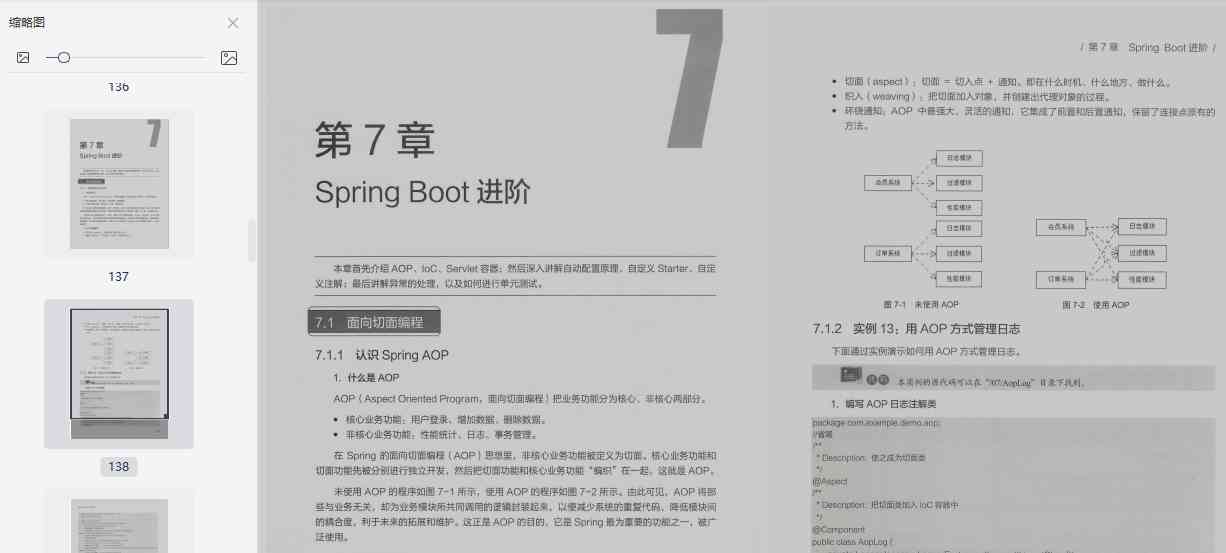 缩略图
136
第 7 章
Spring Boot 进阶
137
138
7
第 7 章
Spring Boot 进阶
本章首先介绍 AOP、IoC、Servlet 容器；然后深入讲解自动配置原理、自定义 Starter、自定
义注解；最后讲解异常的处理，以及如何进行单元测试。
7.1 面向切面编程
7.1.1 认识 Spring AOP
1. 什么是 AOP
AOP（Aspect Oriented Program，面向切面编程）把业务功能分为核心、非核心两部分。
• 核心业务功能：用户登录、增加数据、删除数据。
• 非核心业务功能：性能统计、日志、事务管理。
在 Spring 的面向切面编程（AOP）思想里，非核心业务功能被定义为切面。核心业务功能和
切面功能先被分别进行独立开发，然后把切面功能和核心业务功能“编织”在一起，这就是 AOP。
未使用 AOP 的程序如图 7-1 所示，使用 AOP 的程序如图 7-2 所示。由此可见，AOP 将那
些与业务无关，却为业务模块所共同调用的逻辑封装起来，以便减少系统的重复代码，降低模块间
的耦合度，利于未来的拓展和维护。这正是 AOP 的目的，它是 Spring 最为重要的功能之一，被广
泛使用。
/ 第 7 章 Spring Boot 进阶 /
• 切面（aspect）：切面 = 切入点 + 通知。即在什么时机、什么地方、做什么。
• 织入（weaving）：把切面加入对象，并创建出代理对象的过程。
• 环绕通知：AOP 中最强大、灵活的通知，它集成了前置和后置通知，保留了连接点原有的
方法。
日志模块
会员系统
过滤模块
性能模块
日志模块
订单系统
过滤模块
性能模块
会员系统
日志模块
过滤模块
订单系统
性能模块
图 7-1 未使用 AOP
图 7-2 使用 AOP
7.1.2 实例 13：用 AOP 方式管理日志
下面通过实例演示如何用 AOP 方式管理日志。
代码 本实例的源代码可以在“/07/AopLog”目录下找到。
1. 编写 AOP 日志注解类
package com.example.demo.aop;
//省略
/**
* Description: 使之成为切面类
*/
@Aspect
/**
* Description: 把切面类加入 IoC 容器中
*/
@Component
public class AopLog {